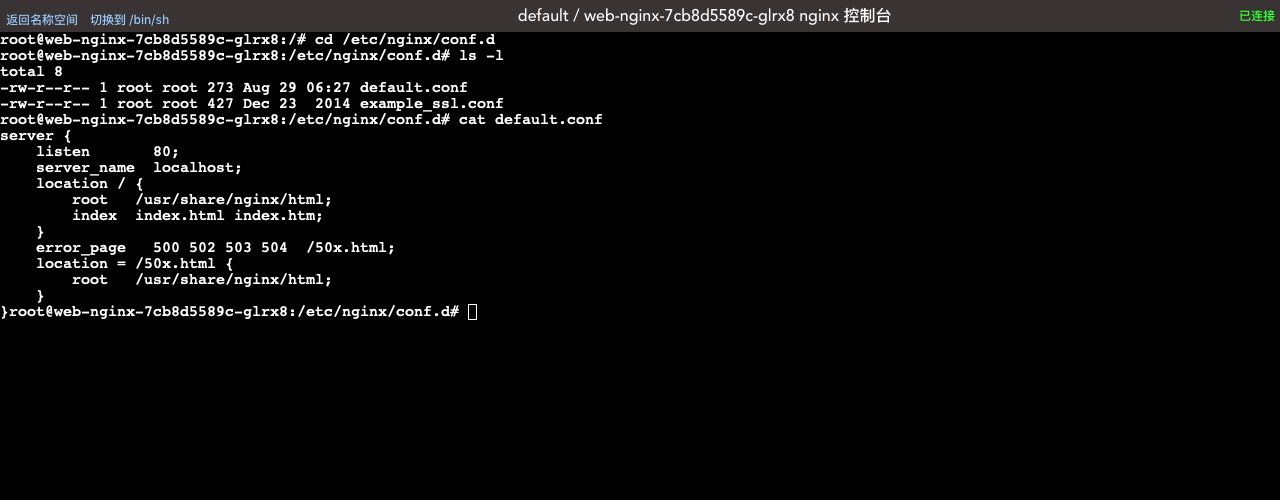 返回名称空间 切换到 /bin/sh
default / web-nginx-7cb8d5589c-glrx8 nginx 控制台
已连接
root@web-nginx-7cb8d5589c-glrx8:/# cd /etc/nginx/conf.d
root@web-nginx-7cb8d5589c-glrx8:/etc/nginx/conf.d# ls -l
total 8
-rw-r--r-- 1 root root 273 Aug 29 06:27 default.conf
-rw-r--r-- 1 root root 427 Dec 23  2014 example_ssl.conf
root@web-nginx-7cb8d5589c-glrx8:/etc/nginx/conf.d# cat default.conf
server {
    listen       80;
    server_name  localhost;
    location / {
        root   /usr/share/nginx/html;
        index  index.html index.htm;
    }
    error_page   500 502 503 504  /50x.html;
    location = /50x.html {
        root   /usr/share/nginx/html;
    }
}root@web-nginx-7cb8d5589c-glrx8:/etc/nginx/conf.d#